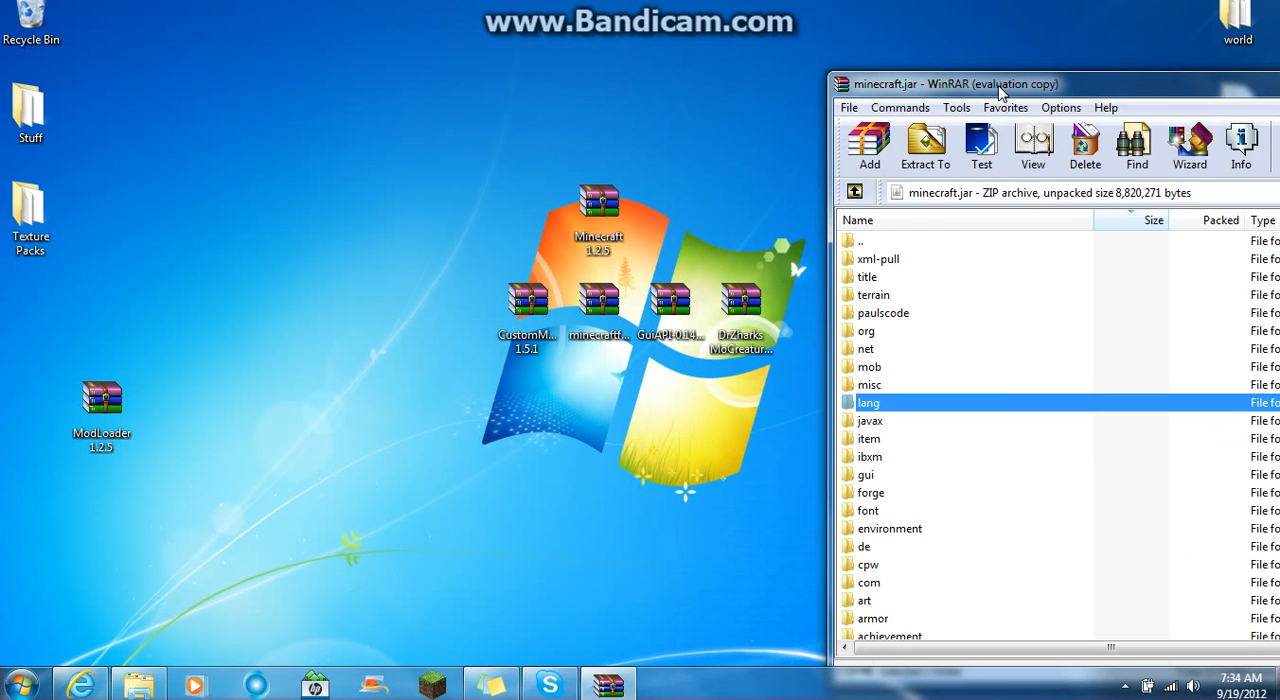 www.Bandicam.com
Recycle Bin
world
Stuff
Texture
Packs
Minecraft
1.2.5
CustomM...
1.5.1
minecraftf...
GuiAPI-0.14...
DrZharks
MoCreatur...
ModLoader
1.2.5
minecraft.jar - WinRAR (evaluation copy)
File Commands Tools Favorites Options Help
Add Extract To Test View Delete Find Wizard Info
minecraft.jar - ZIP archive, unpacked size 8,820,271 bytes
Name Size Packed Type
.. File fo
xml-pull File fo
title File fo
terrain File fo
paulscode File fo
org File fo
net File fo
mob File fo
misc File fo
lang File fo
javax File fo
item File fo
ibxm File fo
gui File fo
forge File fo
font File fo
environment File fo
de File fo
cpw File fo
com File fo
art File fo
armor File fo
achievement File fo
hp
7:34 AM
9/19/2012